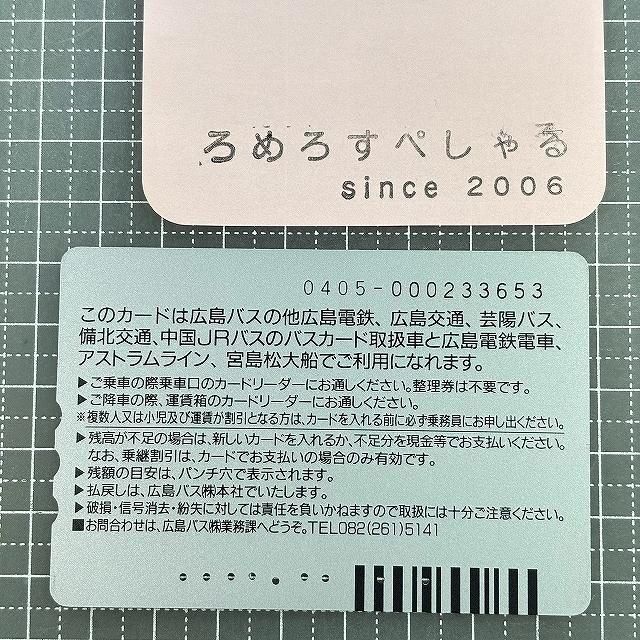 ろめろすぺしゃる
since 2006
0405-000233653
このカードは広島バスの他広島電鉄、広島交通、芸陽バス、
備北交通、中国JRバスのバスカード取扱車と広島電鉄電車、
アストラムライン、宮島松大船でご利用になれます。
▶ご乗車の際乗車口のカードリーダーにお通しください。整理券は不要です。
▶ご降車の際、運賃箱のカードリーダーにお通しください。
※複数人又は小児及び運賃が割引となる方は、カードを入れる前に必ず乗務員にお申し出ください。
▶残高が不足の場合は、新しいカードを入れるか、不足分を現金等でお支払いください。
なお、乗継割引は、カードでお支払いの場合のみ有効です。
▶残額の目安は、パンチ穴で表示されます。
▶払戻しは、広島バス㈱本社でいたします。
▶破損・信号消去・紛失に対しては責任を負いかねますので取扱には十分ご注意ください。
■お問合わせは、広島バス㈱業務課へどうぞ。TEL082(261)5141